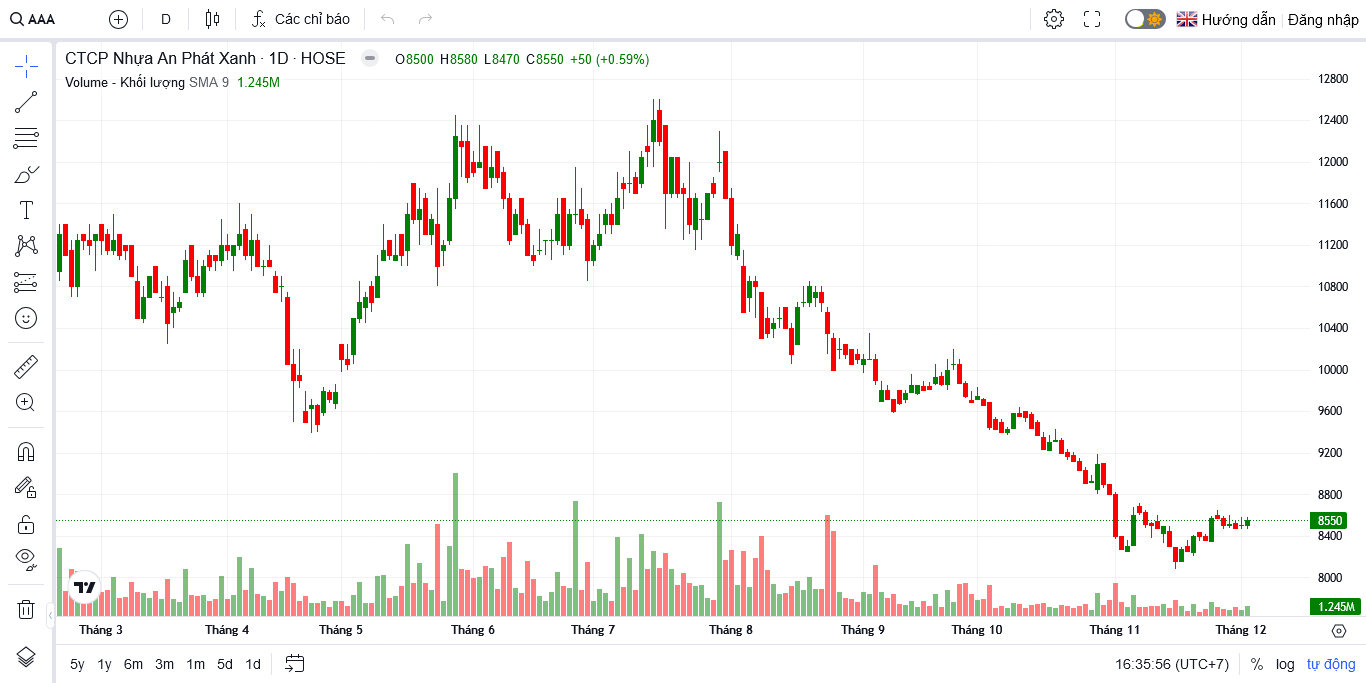 AAA D Các chỉ báo Hướng dẫn Đăng nhập
CTCP Nhựa An Phát Xanh · 1D · HOSE O8500 H8580 L8470 C8550 +50 (+0.59%)
Volume - Khối lượng SMA 9 1.245M
12800
12400
12000
11600
11200
10800
10400
10000
9600
9200
8800
8550
8400
8000
1.245M
Tháng 3 Tháng 4 Tháng 5 Tháng 6 Tháng 7 Tháng 8 Tháng 9 Tháng 10 Tháng 11 Tháng 12
5y 1y 6m 3m 1m 5d 1d 16:35:56 (UTC+7) % log tự động